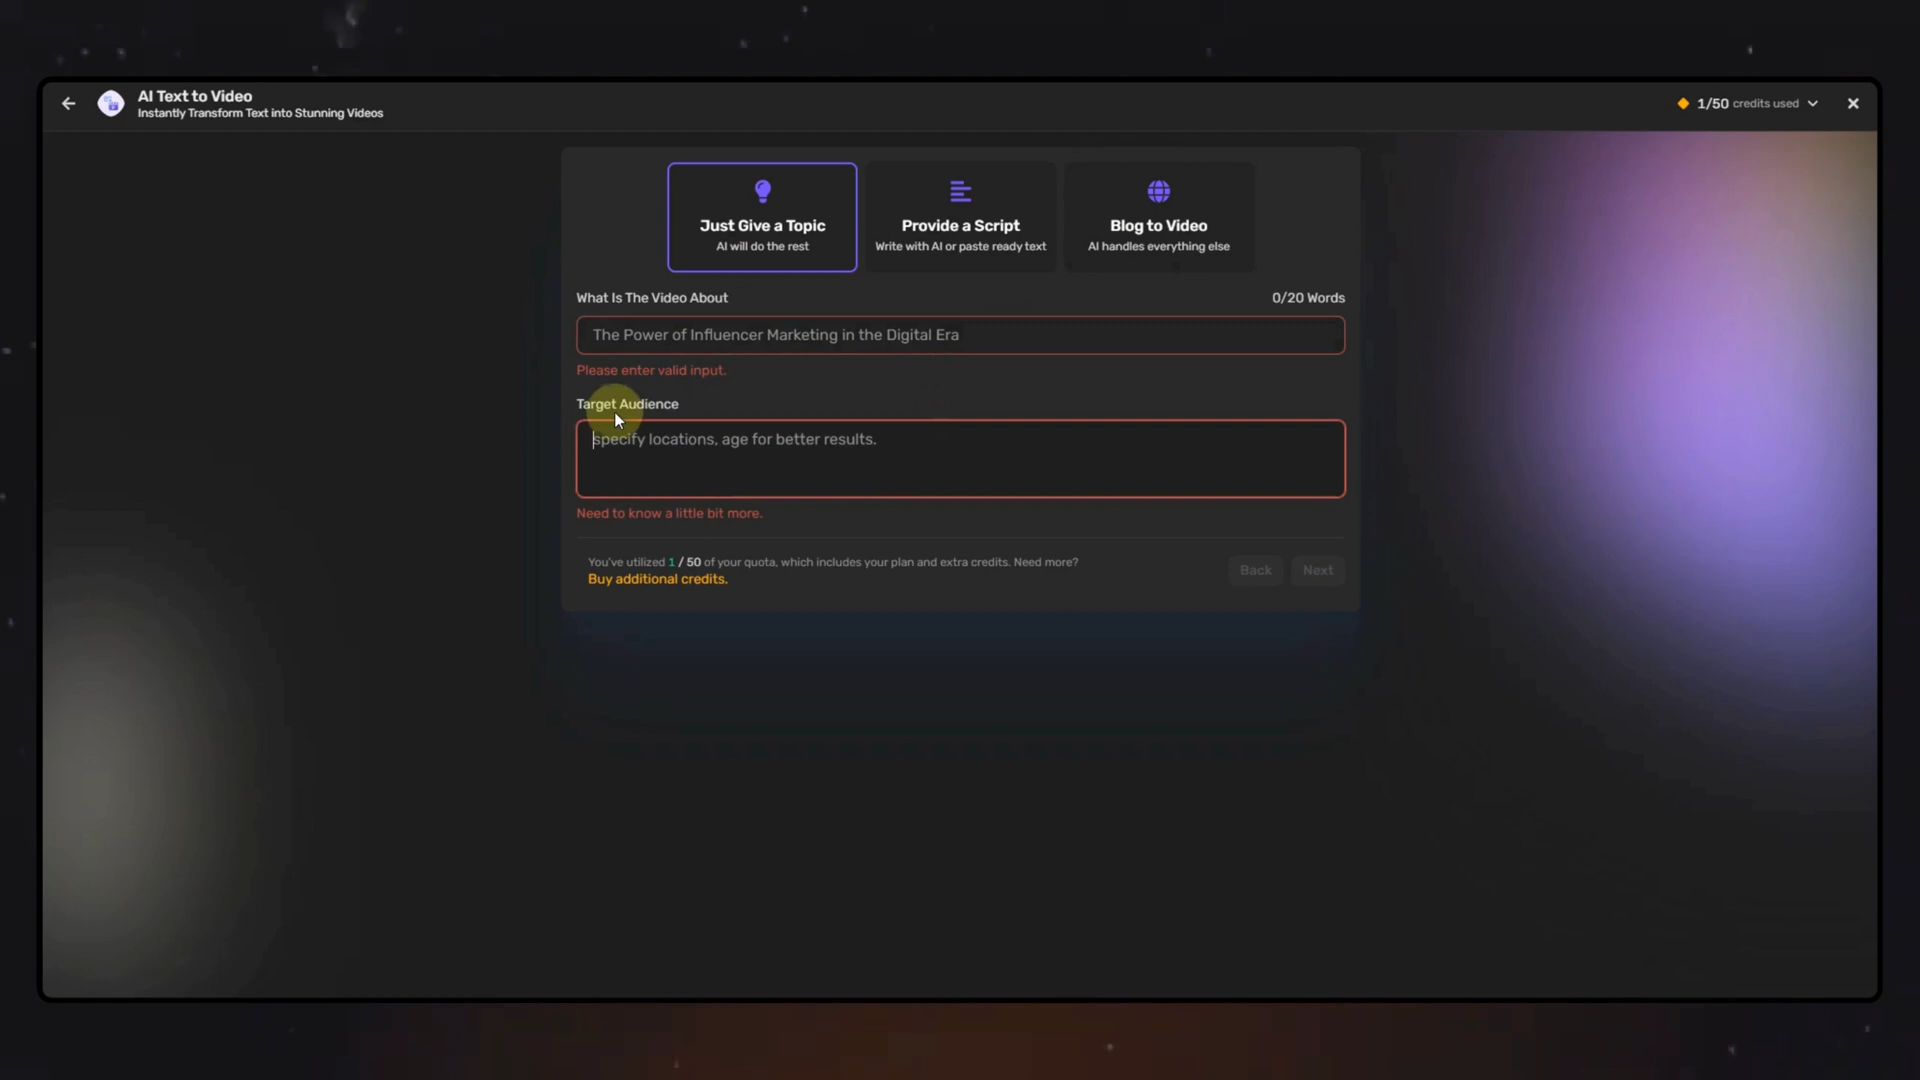 AI Text to Video
Instantly Transform Text into Stunning Videos
1/50 credits used
Just Give a Topic
AI will do the rest
Provide a Script
Write with AI or paste ready text
Blog to Video
AI handles everything else
What Is The Video About
0/20 Words
The Power of Influencer Marketing in the Digital Era
Please enter valid input.
Target Audience
specify locations, age for better results.
Need to know a little bit more.
You've utilized 1 / 50 of your quota, which includes your plan and extra credits. Need more?
Buy additional credits.
Back
Next